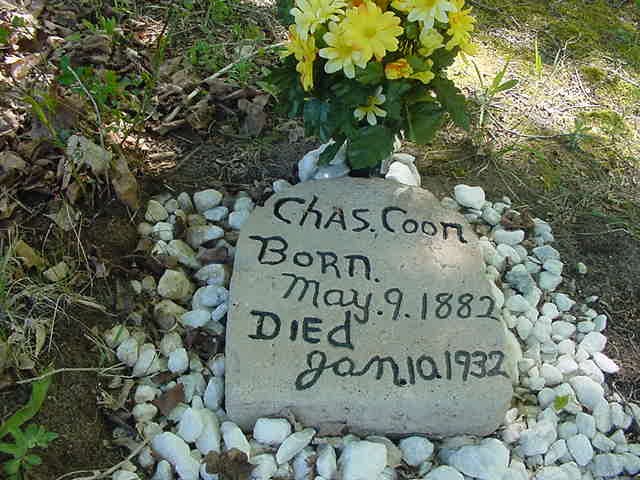 Chas. Coon
Born.
May. 9. 1882
Died
Jan. 10 1932